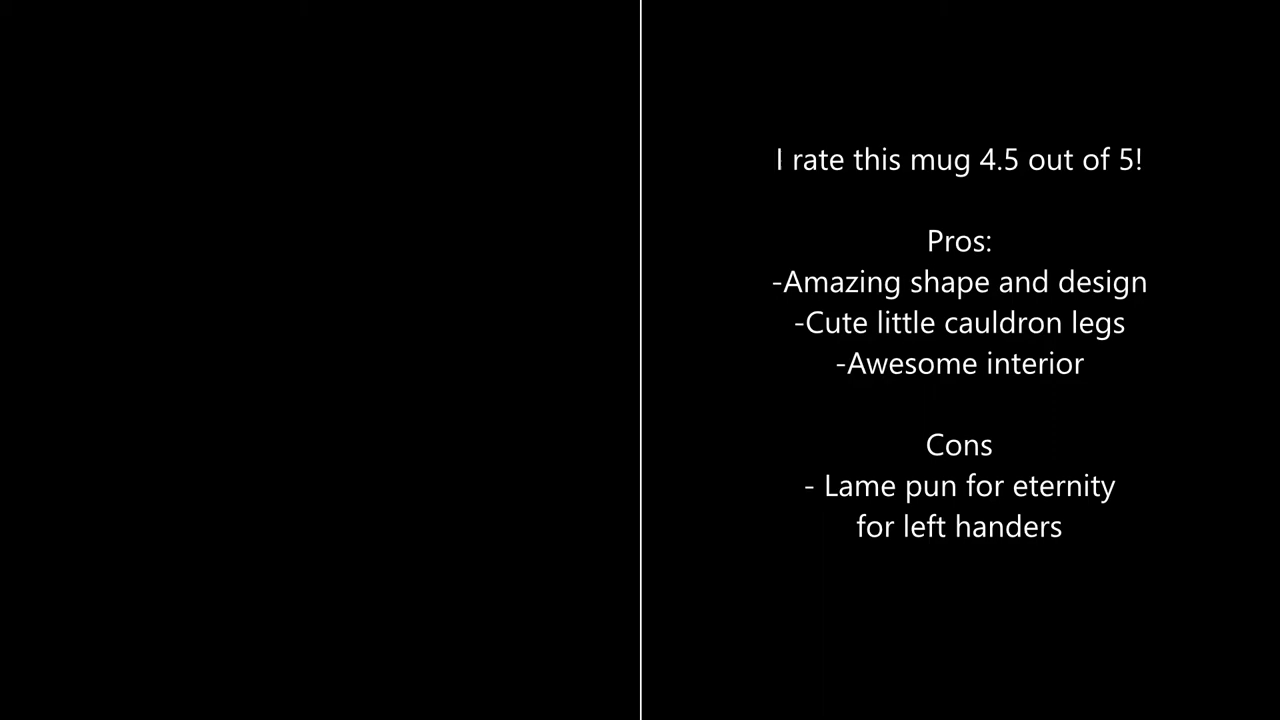 I rate this mug 4.5 out of 5!
Pros:
-Amazing shape and design
-Cute little cauldron legs
-Awesome interior
Cons
- Lame pun for eternity
for left handers